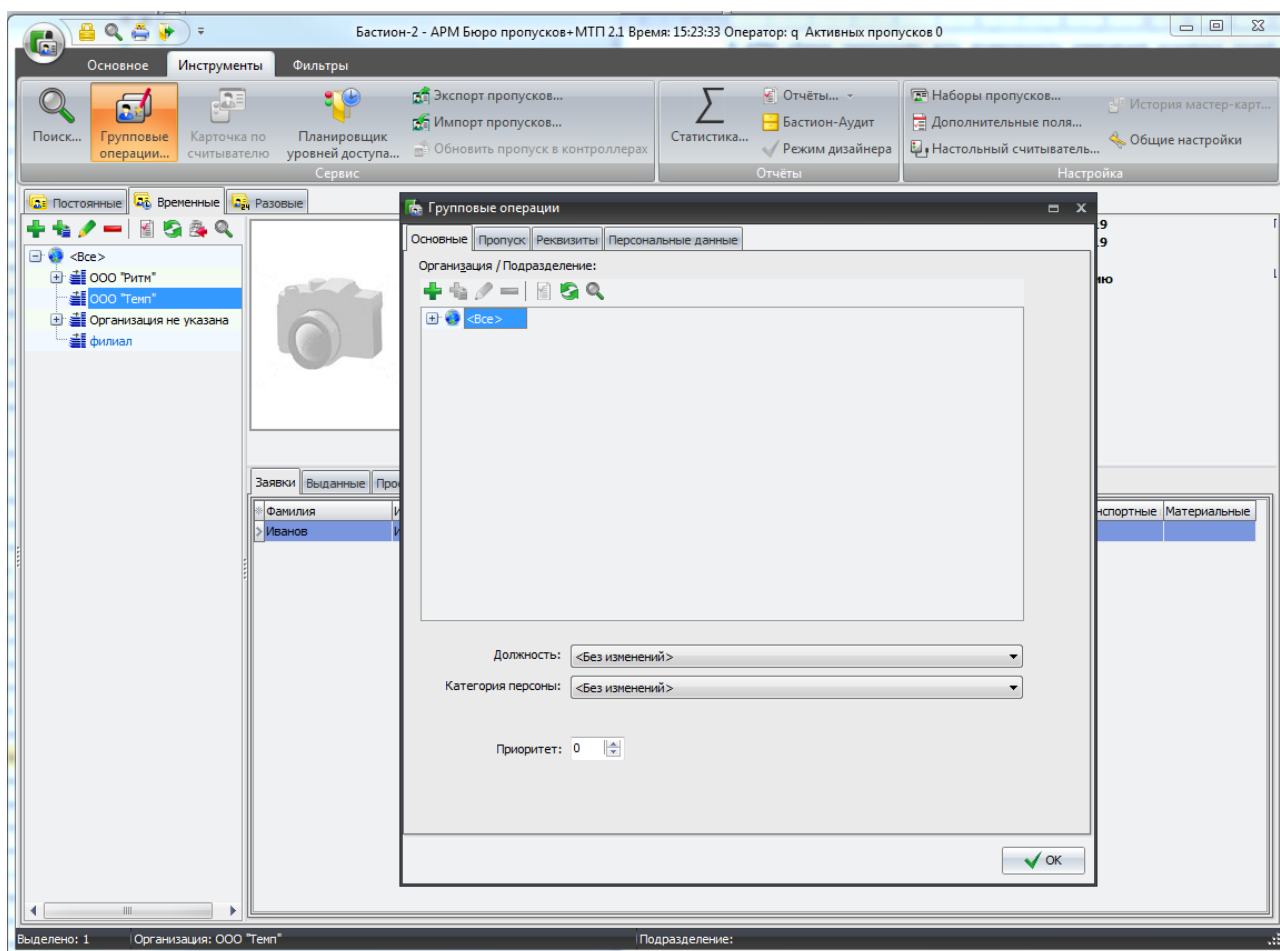 Бастион-2 - АРМ Бюро пропусков+МТП 2.1 Время: 15:23:33 Оператор: q Активных пропусков 0
Основное Инструменты Фильтры
Поиск...
Групповые операции...
Карточка по считывателю
Планировщик уровней доступа...
Экспорт пропусков...
Импорт пропусков...
Обновить пропуск в контроллерах
Сервис
Статистика...
Отчёты...
Бастион-Аудит
Режим дизайнера
Отчёты
Наборы пропусков...
Дополнительные поля...
Настольный считыватель...
История мастер-карт...
Общие настройки
Настройка
Постоянные Временные Разовые
<Все>
ООО "Ритм"
ООО "Темп"
Организация не указана
филиал
Групповые операции
Основные Пропуск Реквизиты Персональные данные
Организация / Подразделение:
<Все>
Должность: <Без изменений>
Категория персоны: <Без изменений>
Приоритет: 0
OK
Заявки Выданные
Фамилия
Иванов
Материальные
Выделено: 1 Организация: ООО "Темп" Подразделение: